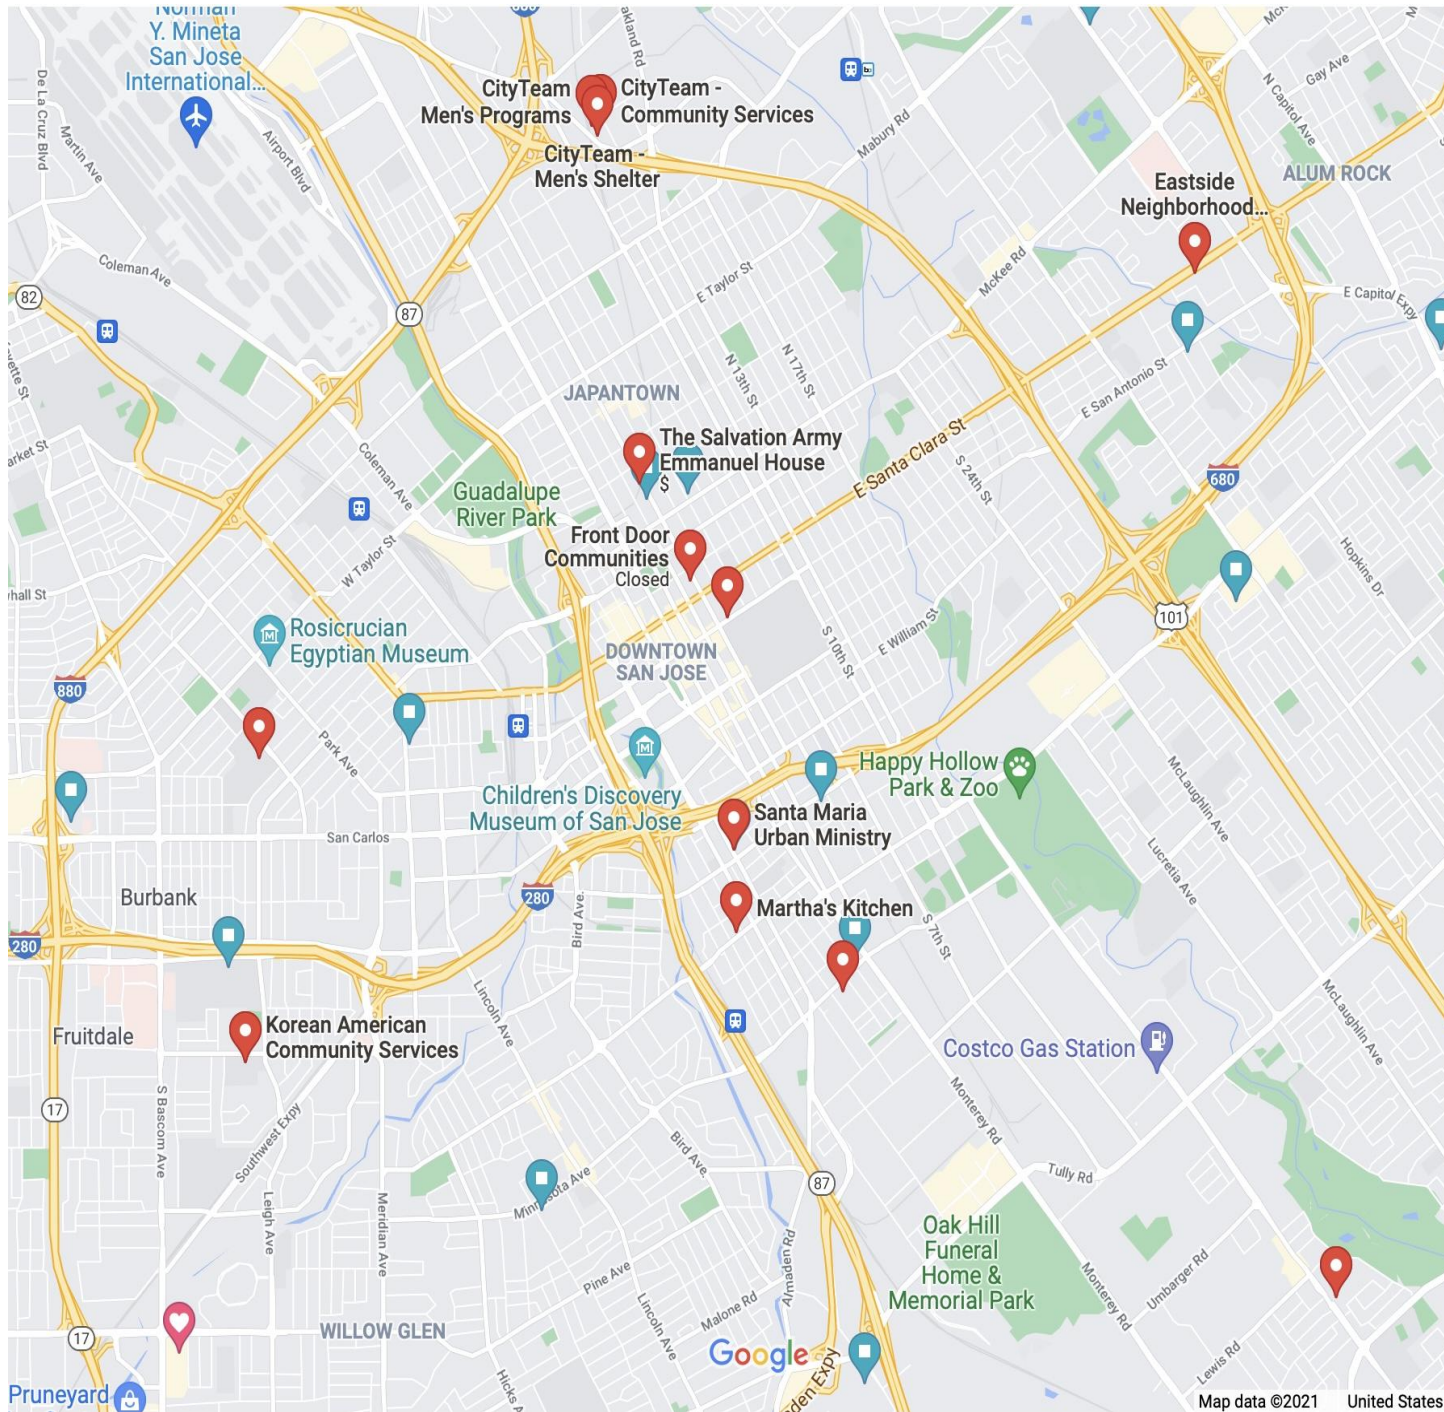 Norman
Y. Mineta
San Jose
International...
De La Cruz Blvd
Martin Ave
Airport Blvd
Oakland Rd
CityTeam
Men's Programs
CityTeam -
Community Services
CityTeam -
Men's Shelter
Mabury Rd
N Capitol Ave
Gay Ave
ALUM ROCK
Eastside
Neighborhood...
Coleman Ave
82
87
E Taylor St
McKee Rd
E Capitol Expy
N 13th St
N 17th St
E San Antonio St
JAPANTOWN
The Salvation Army
Emmanuel House
$
E Santa Clara St
S 24th St
680
Coleman Ave
Guadalupe
River Park
W Taylor St
Front Door
Communities
Closed
Hopkins Dr
101
Rosicrucian
Egyptian Museum
DOWNTOWN
SAN JOSE
S 10th St
E William St
880
Park Ave
Children's Discovery
Museum of San Jose
Happy Hollow
Park & Zoo
San Carlos
Santa Maria
Urban Ministry
McLaughlin Ave
Lucretia Ave
Burbank
280
Bird Ave.
Martha's Kitchen
S 7th St
280
Fruitdale
Lincoln Ave
Korean American
Community Services
Costco Gas Station
McLaughlin Ave
17
S Bascom Ave
Southwest Expy
Monterey Rd
Bird Ave.
Tully Rd
87
Minnesota Ave
Leigh Ave
Meridian Ave
Oak Hill
Funeral
Home &
Memorial Park
Almaden Rd
Pine Ave
Lincoln Ave
Malone Rd
Monterey Rd
Umbarger Rd
Lewis Rd
17
WILLOW GLEN
Google
Pruneyard
Hicks A
den Expy
Map data ©2021
United States